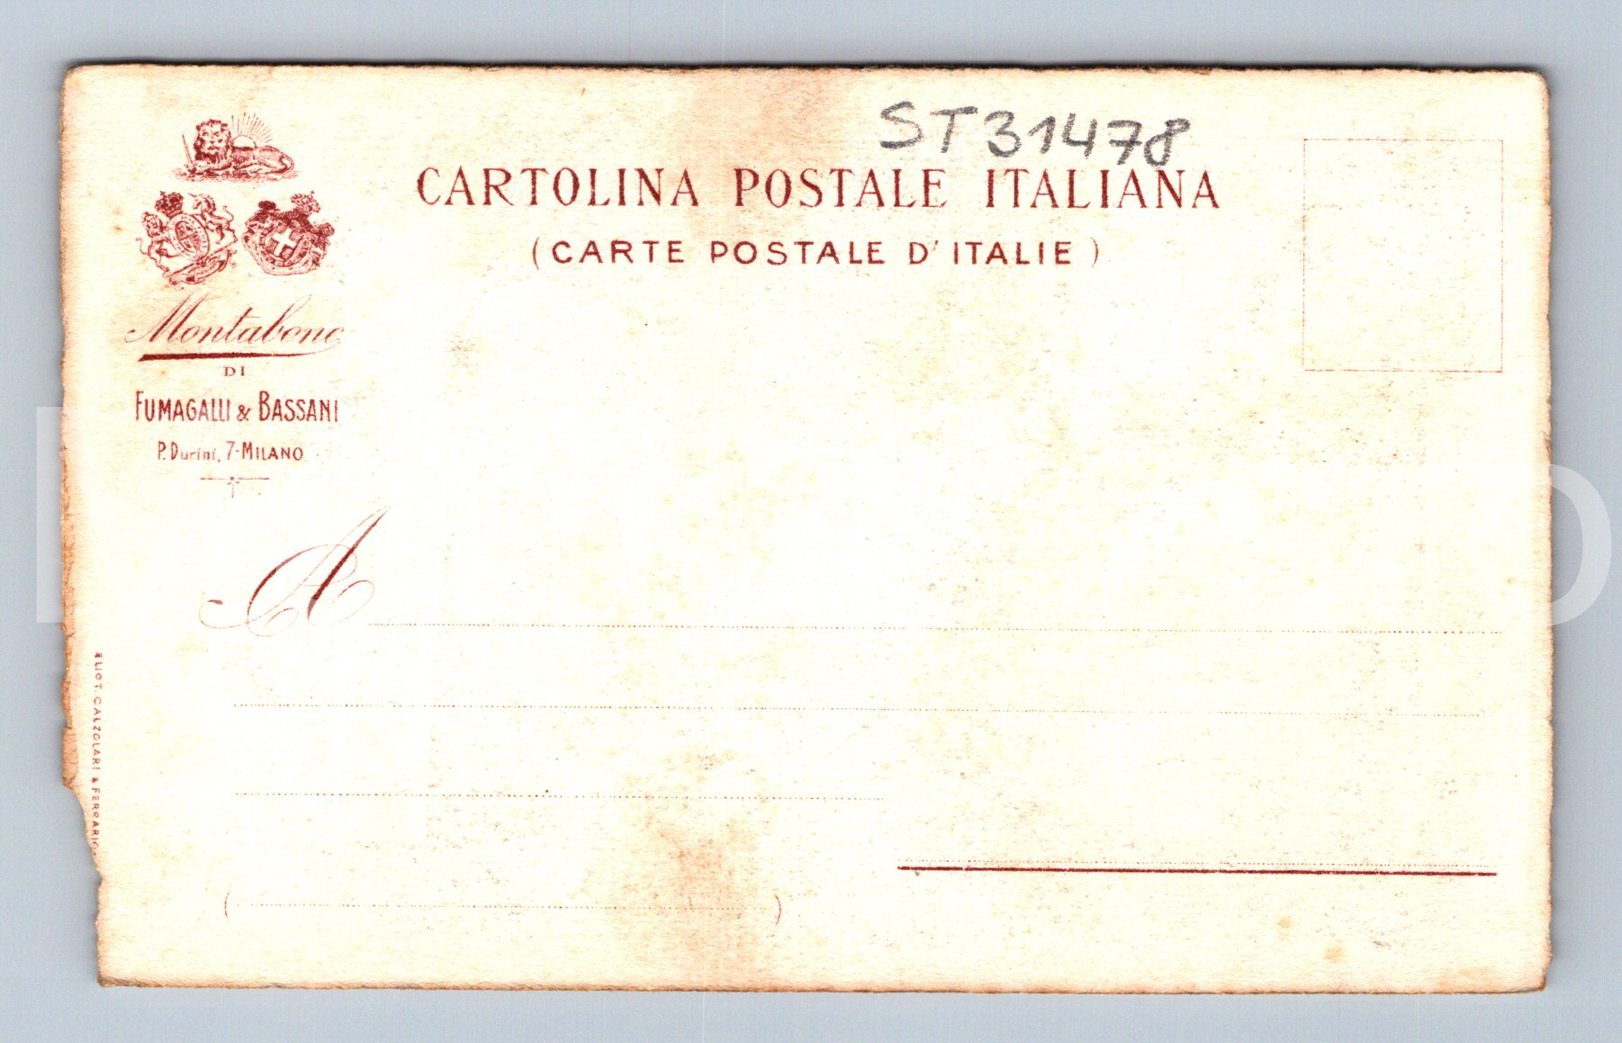 ST31478
CARTOLINA POSTALE ITALIANA
(CARTE POSTALE D'ITALIE)
Montabone
DI
FUMAGALLI & BASSANI
P. Durini, 7-MILANO
A
ELIOT. CALZOLARI & FERRARIO
(          )